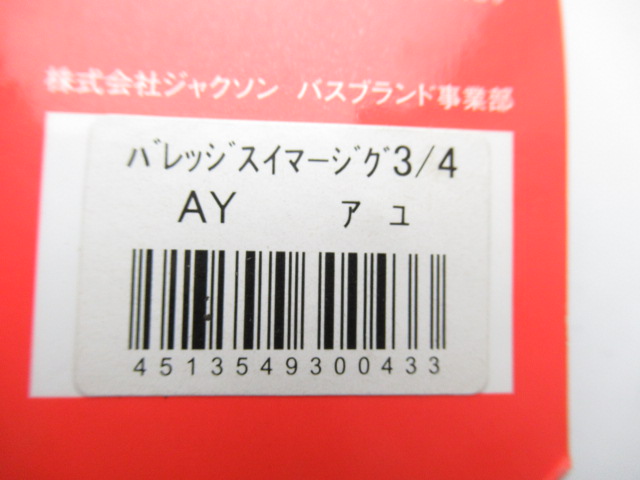 株式会社ジャクソン バスブランド事業部
ﾊﾞﾚｯｼﾞｽｲﾏｰｼﾞｸﾞ3/4
AY ｱﾕ
4513549300433